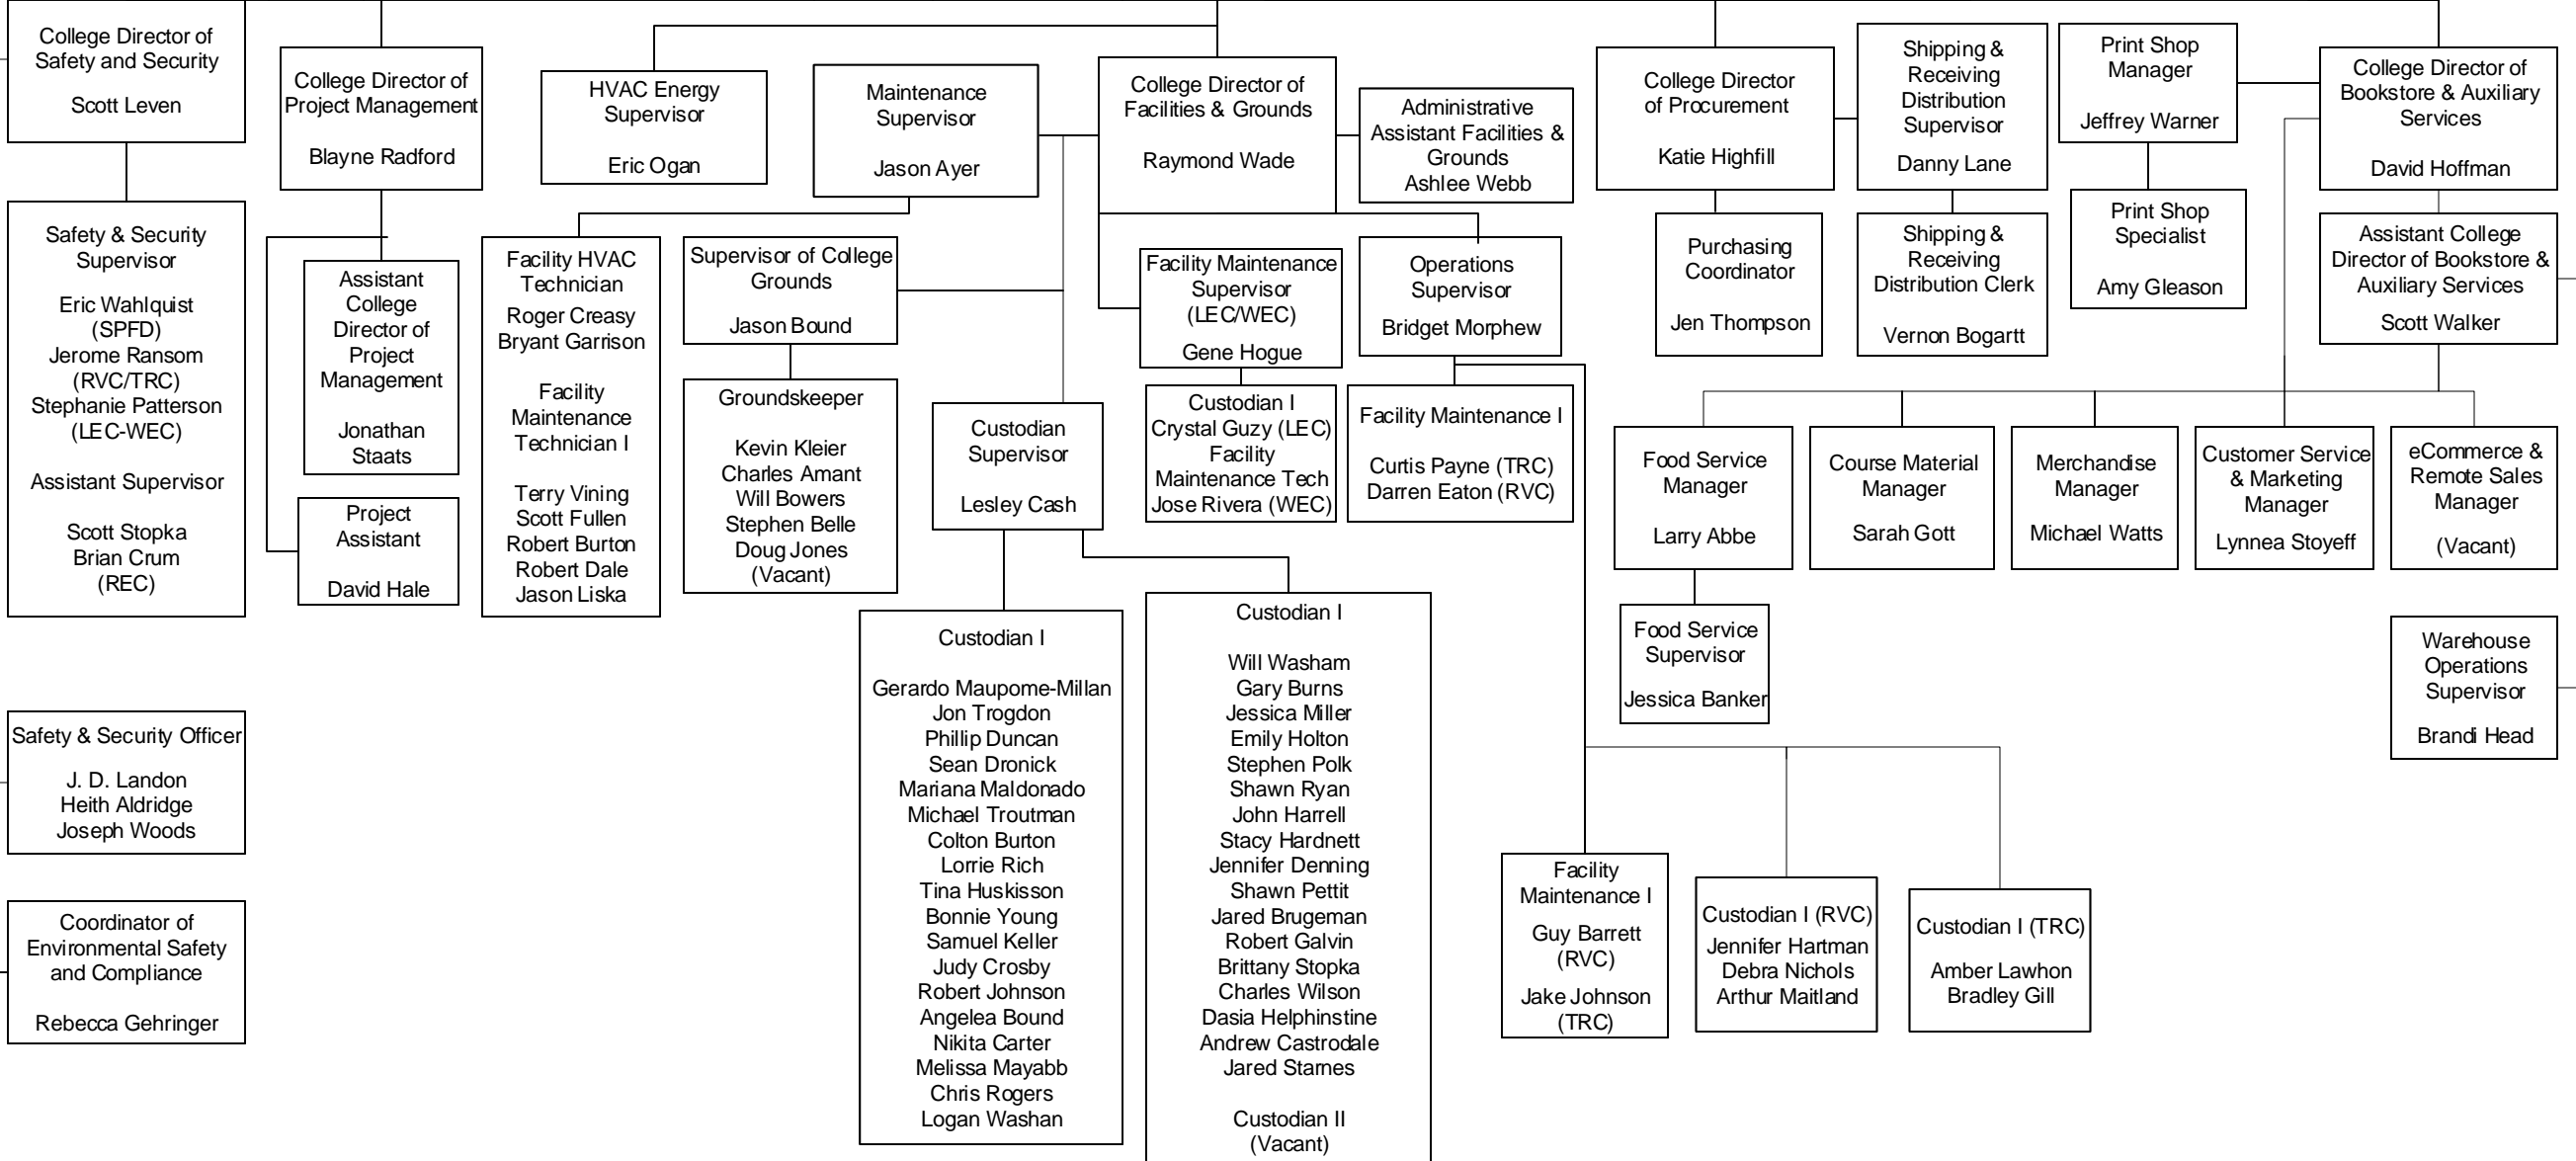 College Director of
Safety and Security
Scott Leven
College Director of
Project Management
Blayne Radford
HVAC Energy
Supervisor
Eric Ogan
Maintenance
Supervisor
Jason Ayer
College Director of
Facilities & Grounds
Raymond Wade
Administrative
Assistant Facilities &
Grounds
Ashlee Webb
College Director
of Procurement
Katie Highfill
Shipping &
Receiving
Distribution
Supervisor
Danny Lane
Print Shop
Manager
Jeffrey Warner
College Director of
Bookstore & Auxiliary
Services
David Hoffman
Safety & Security
Supervisor
Eric Wahlquist
(SPFD)
Jerome Ransom
(RVC/TRC)
Stephanie Patterson
(LEC-WEC)
Assistant Supervisor
Scott Stopka
Brian Crum
(REC)
Assistant
College
Director of
Project
Management
Jonathan
Staats
Project
Assistant
David Hale
Facility HVAC
Technician
Roger Creasy
Bryant Garrison
Facility
Maintenance
Technician I
Terry Vining
Scott Fullen
Robert Burton
Robert Dale
Jason Liska
Supervisor of College
Grounds
Jason Bound
Groundskeeper
Kevin Kleier
Charles Amant
Will Bowers
Stephen Belle
Doug Jones
(Vacant)
Custodian
Supervisor
Lesley Cash
Facility Maintenance
Supervisor
(LEC/WEC)
Gene Hogue
Custodian I
Crystal Guzy (LEC)
Facility
Maintenance Tech
Jose Rivera (WEC)
Operations
Supervisor
Bridget Morphew
Facility Maintenance I
Curtis Payne (TRC)
Darren Eaton (RVC)
Purchasing
Coordinator
Jen Thompson
Shipping &
Receiving
Distribution Clerk
Vernon Bogartt
Print Shop
Specialist
Amy Gleason
Assistant College
Director of Bookstore &
Auxiliary Services
Scott Walker
Food Service
Manager
Larry Abbe
Course Material
Manager
Sarah Gott
Merchandise
Manager
Michael Watts
Customer Service
& Marketing
Manager
Lynnea Stoyeff
eCommerce &
Remote Sales
Manager
(Vacant)
Food Service
Supervisor
Jessica Banker
Warehouse
Operations
Supervisor
Brandi Head
Safety & Security Officer
J. D. Landon
Heith Aldridge
Joseph Woods
Coordinator of
Environmental Safety
and Compliance
Rebecca Gehringer
Custodian I
Gerardo Maupome-Millan
Jon Trogdon
Phillip Duncan
Sean Dronick
Mariana Maldonado
Michael Troutman
Colton Burton
Lorrie Rich
Tina Huskisson
Bonnie Young
Samuel Keller
Judy Crosby
Robert Johnson
Angelea Bound
Nikita Carter
Melissa Mayabb
Chris Rogers
Logan Washan
Custodian I
Will Washam
Gary Burns
Jessica Miller
Emily Holton
Stephen Polk
Shawn Ryan
John Harrell
Stacy Hardnett
Jennifer Denning
Shawn Pettit
Jared Brugeman
Robert Galvin
Brittany Stopka
Charles Wilson
Dasia Helphinstine
Andrew Castrodale
Jared Starnes
Custodian II
(Vacant)
Facility
Maintenance I
Guy Barrett
(RVC)
Jake Johnson
(TRC)
Custodian I (RVC)
Jennifer Hartman
Debra Nichols
Arthur Maitland
Custodian I (TRC)
Amber Lawhon
Bradley Gill